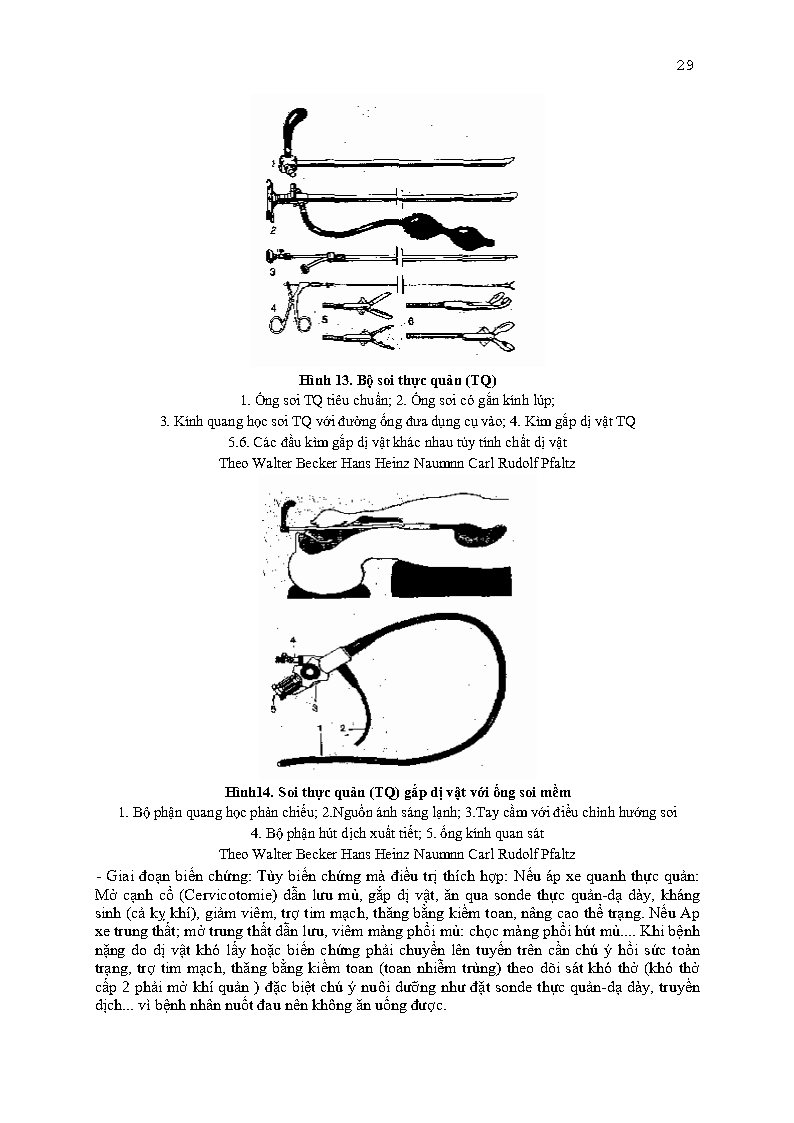 29
1
2
3
4
5
6
Hình 13. Bộ soi thực quản (TQ)
1. Ống soi TQ tiêu chuẩn; 2. Ống soi có gắn kính lúp;
3. Kính quang học soi TQ với đường ống đưa dụng cụ vào; 4. Kìm gắp dị vật TQ
5.6. Các đầu kìm gắp dị vật khác nhau tùy tính chất dị vật
Theo Walter Becker Hans Heinz Naumnn Carl Rudolf Pfaltz
4
5
3
1
2
Hình14. Soi thực quản (TQ) gắp dị vật với ống soi mềm
1. Bộ phận quang học phản chiếu; 2.Nguồn ánh sáng lạnh; 3.Tay cầm với điều chỉnh hướng soi
4. Bộ phận hút dịch xuất tiết; 5. ống kính quan sát
Theo Walter Becker Hans Heinz Naumnn Carl Rudolf Pfaltz
- Giai đoạn biến chứng: Tùy biến chứng mà điều trị thích hợp: Nếu áp xe quanh thực quản:
Mở cạnh cổ (Cervicotomie) dẫn lưu mủ, gắp dị vật, ăn qua sonde thực quản-dạ dày, kháng
sinh (cả kỵ khí), giảm viêm, trợ tim mạch, thăng bằng kiềm toan, nâng cao thể trạng. Nếu Ap
xe trung thất; mở trung thất dẫn lưu, viêm màng phổi mủ: chọc màng phổi hút mủ.... Khi bệnh
nặng do dị vật khó lấy hoặc biến chứng phải chuyển lên tuyến trên cần chú ý hồi sức toàn
trạng, trợ tim mạch, thăng bằng kiềm toan (toan nhiễm trùng) theo dõi sát khó thở (khó thở
cấp 2 phải mở khí quản ) đặc biệt chú ý nuôi dưỡng như đặt sonde thực quản-dạ dày, truyền
dịch... vì bệnh nhân nuốt đau nên không ăn uống được.